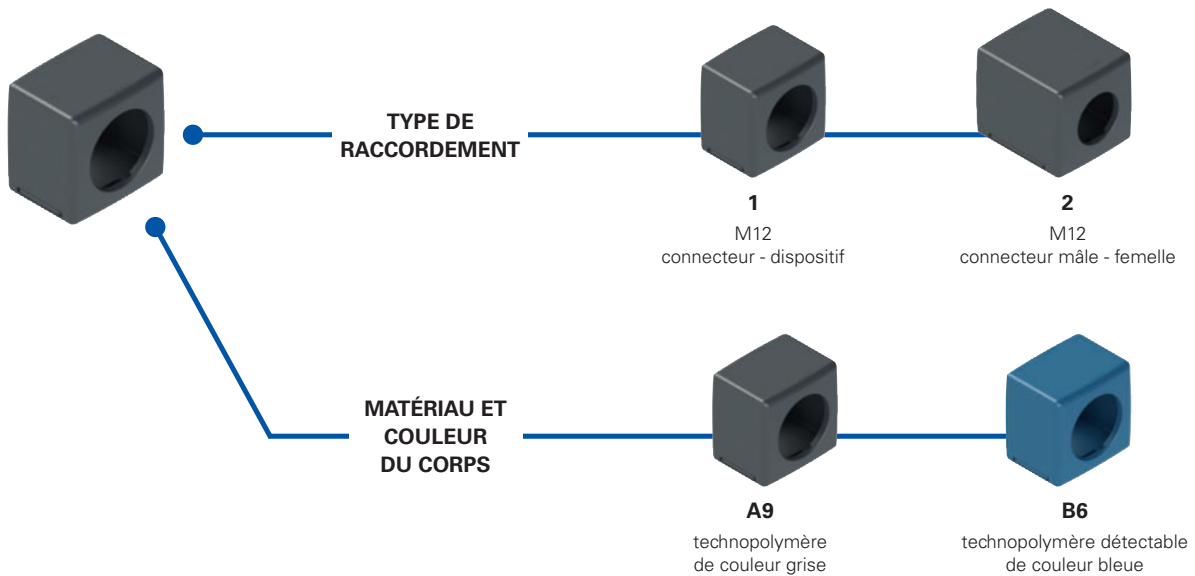 TYPE DE
RACCORDEMENT
1
M12
connecteur - dispositif
2
M12
connecteur mâle - femelle
MATÉRIAU ET
COULEUR
DU CORPS
A9
technopolymère
de couleur grise
B6
technopolymère détectable
de couleur bleue